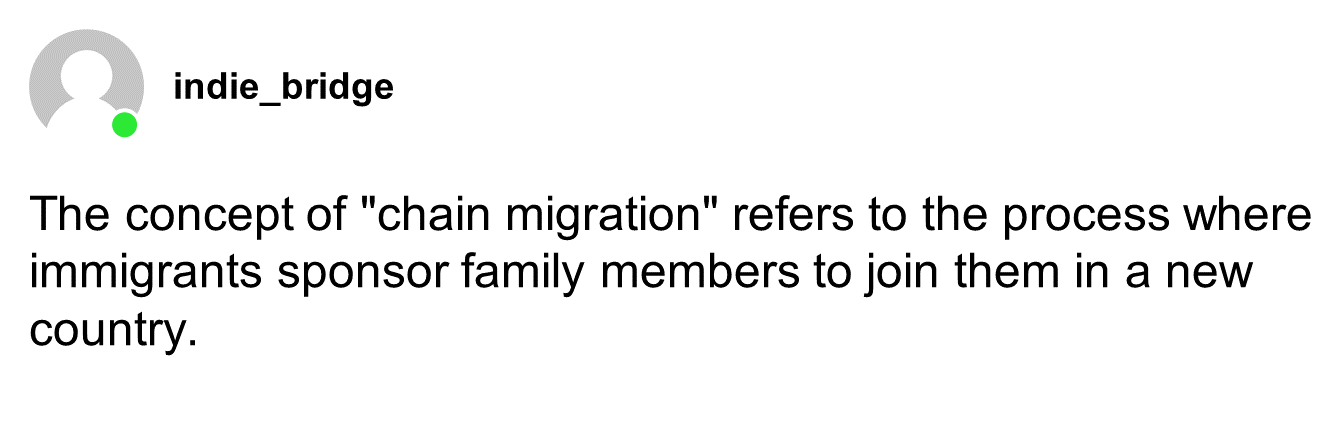 indie_bridge
The concept of "chain migration" refers to the process where
immigrants sponsor family members to join them in a new
country.